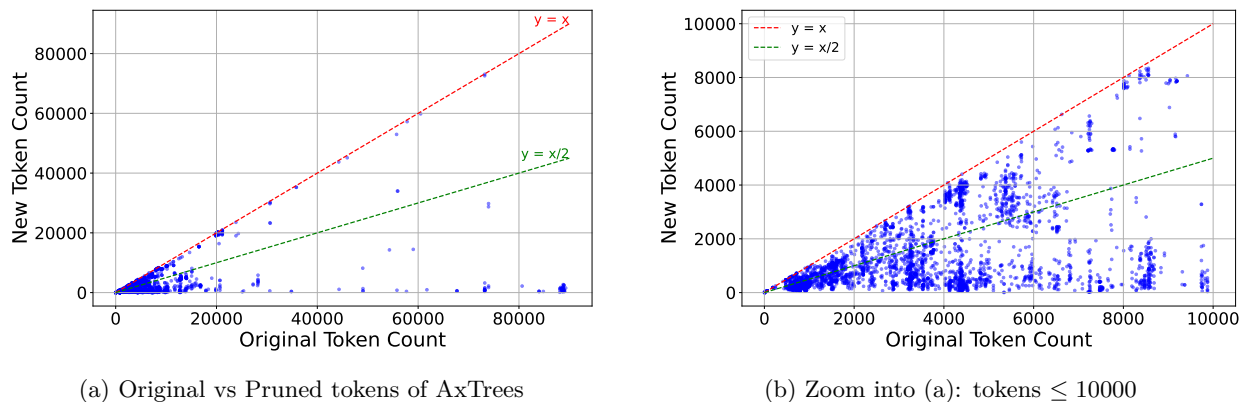 y = x
y = x/2
80000
60000
40000
20000
0
New Token Count
0 20000 40000 60000 80000
Original Token Count
(a) Original vs Pruned tokens of AxTrees
y = x
y = x/2
10000
8000
6000
4000
2000
0
New Token Count
0 2000 4000 6000 8000 10000
Original Token Count
(b) Zoom into (a): tokens ≤ 10000